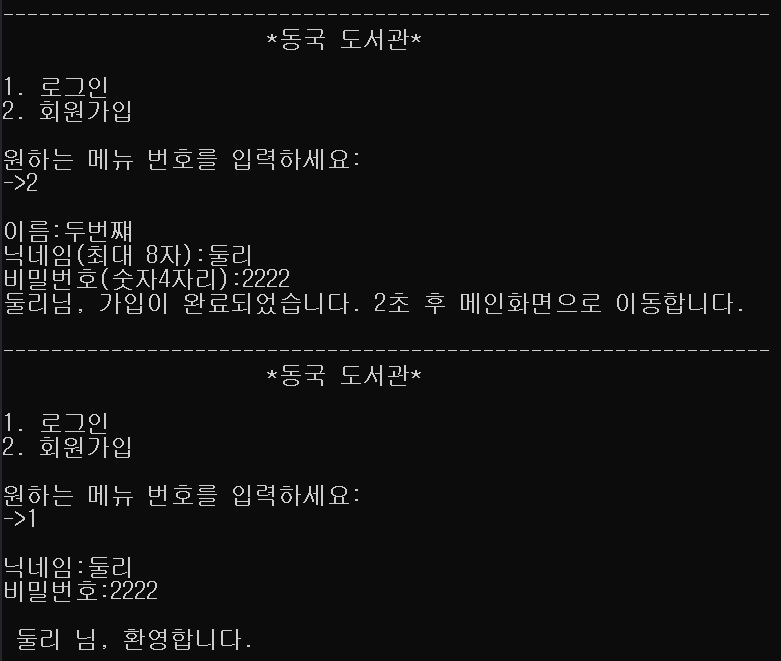 ----------------------------------------------------------------
*동국 도서관*
1. 로그인
2. 회원가입
원하는 메뉴 번호를 입력하세요:
->2
이름:두번쨰
닉네임(최대 8자):둘리
비밀번호(숫자4자리):2222
둘리님, 가입이 완료되었습니다. 2초 후 메인화면으로 이동합니다.
----------------------------------------------------------------
*동국 도서관*
1. 로그인
2. 회원가입
원하는 메뉴 번호를 입력하세요:
->1
닉네임:둘리
비밀번호:2222
둘리 님, 환영합니다.